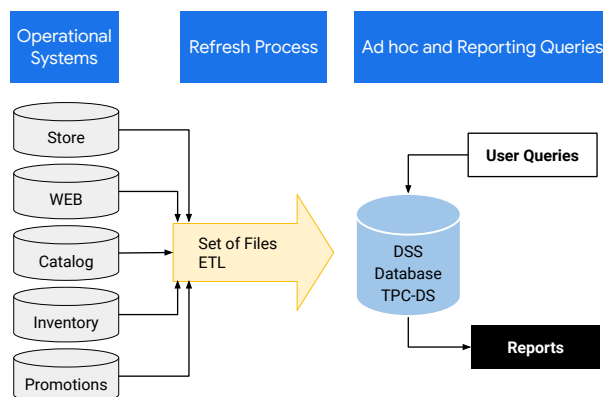 Operational
Systems
Refresh Process
Ad hoc and Reporting Queries
Store
WEB
Catalog
Inventory
Promotions
Set of Files
ETL
User Queries
DSS
Database
TPC-DS
Reports